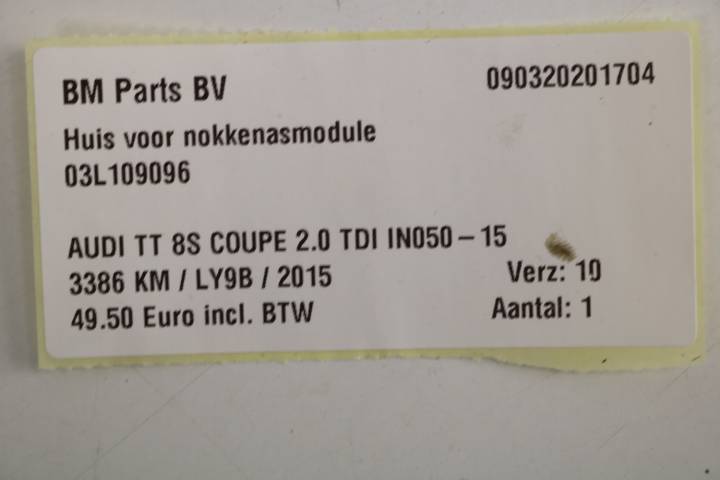 BM Parts BV 090320201704
Huis voor nokkenasmodule
03L109096
AUDI TT 8S COUPE 2.0 TDI IN050-15
3386 KM / LY9B / 2015 Verz: 10
49.50 Euro incl. BTW Aantal: 1